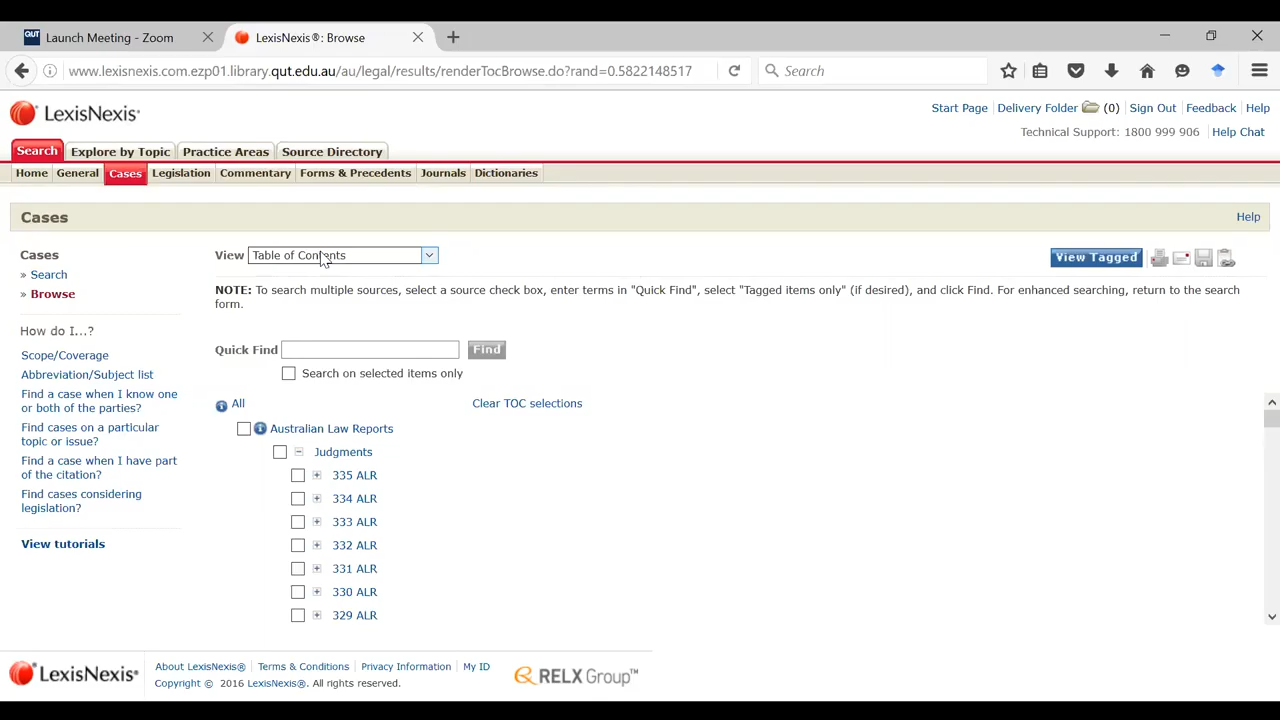 QUT Launch Meeting - Zoom
LexisNexis®: Browse
www.lexisnexis.com.ezp01.library.qut.edu.au/au/legal/results/renderTocBrowse.do?rand=0.5822148517
Search
LexisNexis®
Start Page Delivery Folder (0) Sign Out Feedback Help
Technical Support: 1800 999 906 Help Chat
Search Explore by Topic Practice Areas Source Directory
Home General Cases Legislation Commentary Forms & Precedents Journals Dictionaries
Cases Help
Cases
» Search
» Browse
How do I...?
Scope/Coverage
Abbreviation/Subject list
Find a case when I know one
or both of the parties?
Find cases on a particular
topic or issue?
Find a case when I have part
of the citation?
Find cases considering
legislation?
View tutorials
View Table of Contents View Tagged
NOTE: To search multiple sources, select a source check box, enter terms in "Quick Find", select "Tagged items only" (if desired), and click Find. For enhanced searching, return to the search
form.
Quick Find Find
Search on selected items only
All Clear TOC selections
Australian Law Reports
Judgments
335 ALR
334 ALR
333 ALR
332 ALR
331 ALR
330 ALR
329 ALR
LexisNexis®
About LexisNexis® Terms & Conditions Privacy Information My ID
Copyright © 2016 LexisNexis®. All rights reserved.
RELX Group™